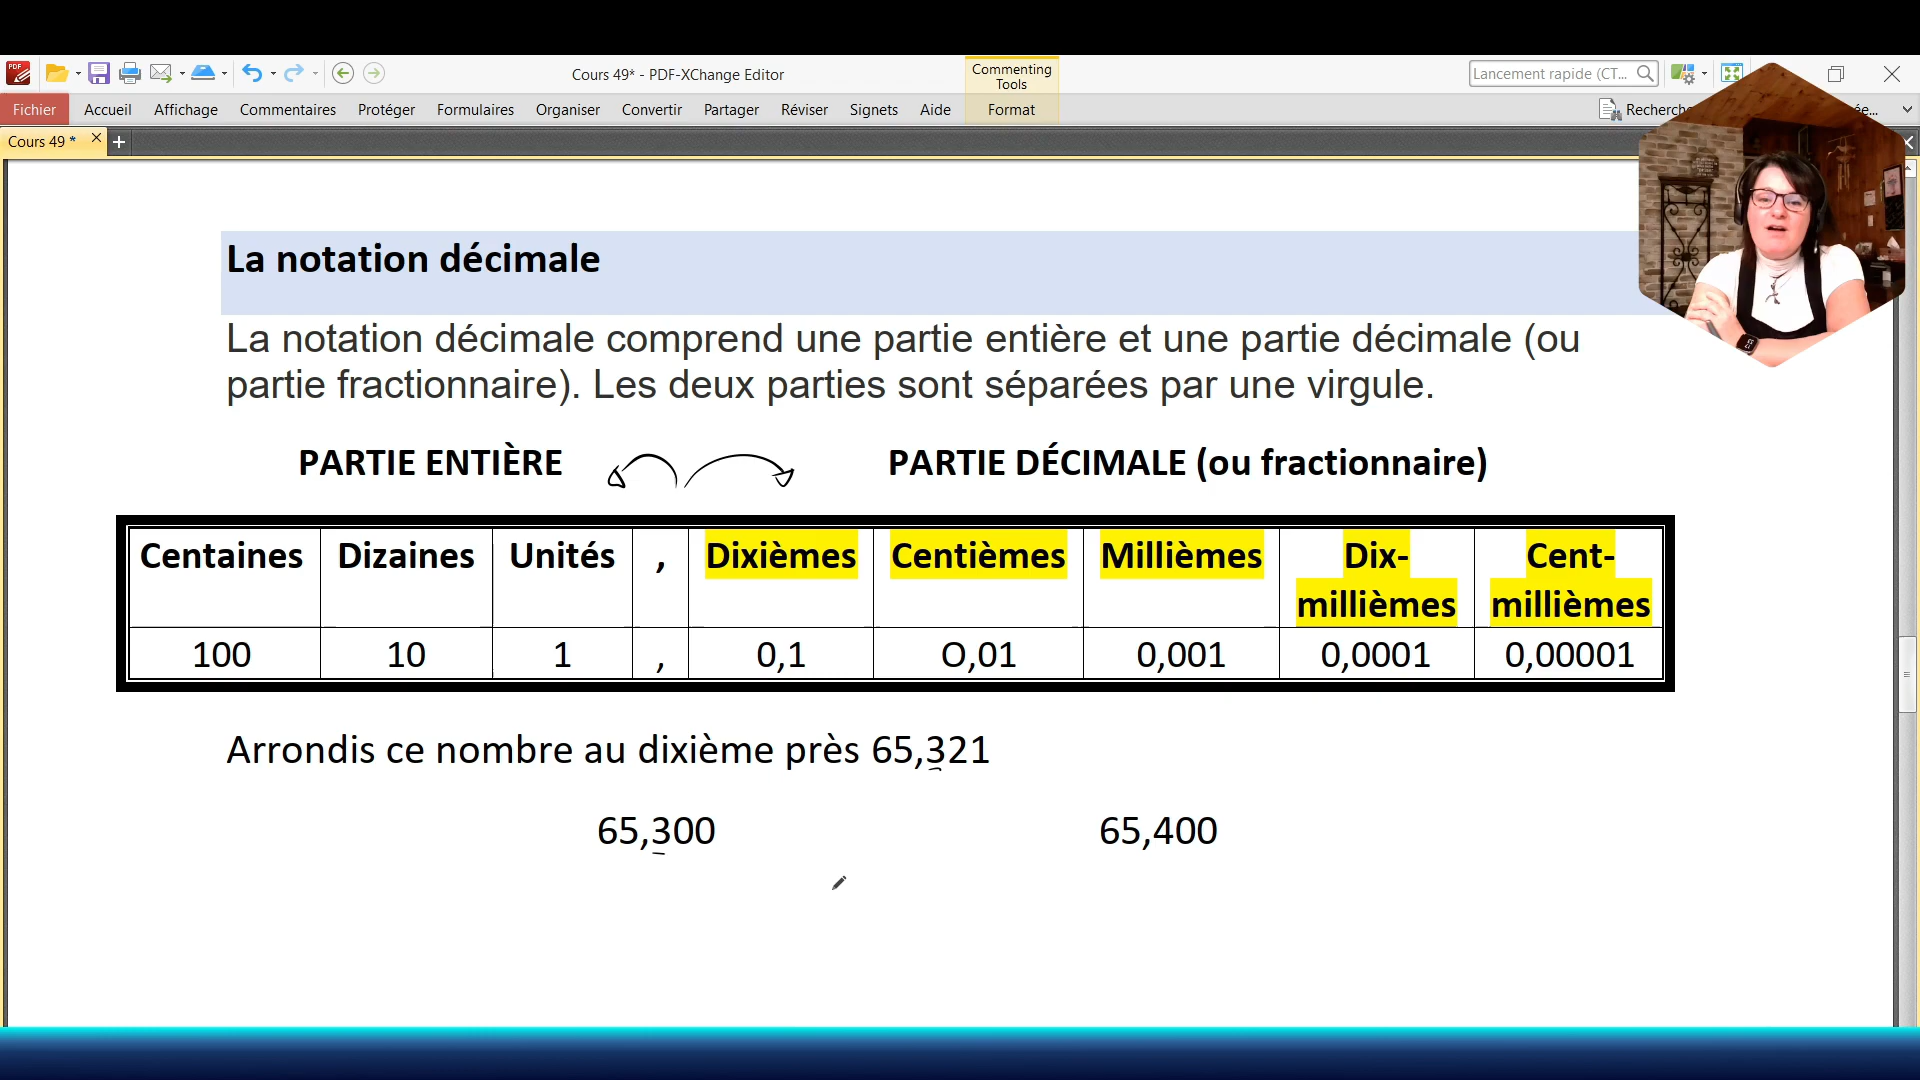 Cours 49* - PDF-XChange Editor
Commenting
Tools
Lancement rapide (CT...
Fichier
Accueil
Affichage
Commentaires
Protéger
Formulaires
Organiser
Convertir
Partager
Réviser
Signets
Aide
Format
Cours 49 *
La notation décimale
La notation décimale comprend une partie entière et une partie décimale (ou
partie fractionnaire). Les deux parties sont séparées par une virgule.
PARTIE ENTIÈRE PARTIE DÉCIMALE (ou fractionnaire)
Centaines Dizaines Unités , Dixièmes Centièmes Millièmes Dix- Cent-
millièmes millièmes
100 10 1 , 0,1 O,01 0,001 0,0001 0,00001
Arrondis ce nombre au dixième près 65,321
65,300 65,400